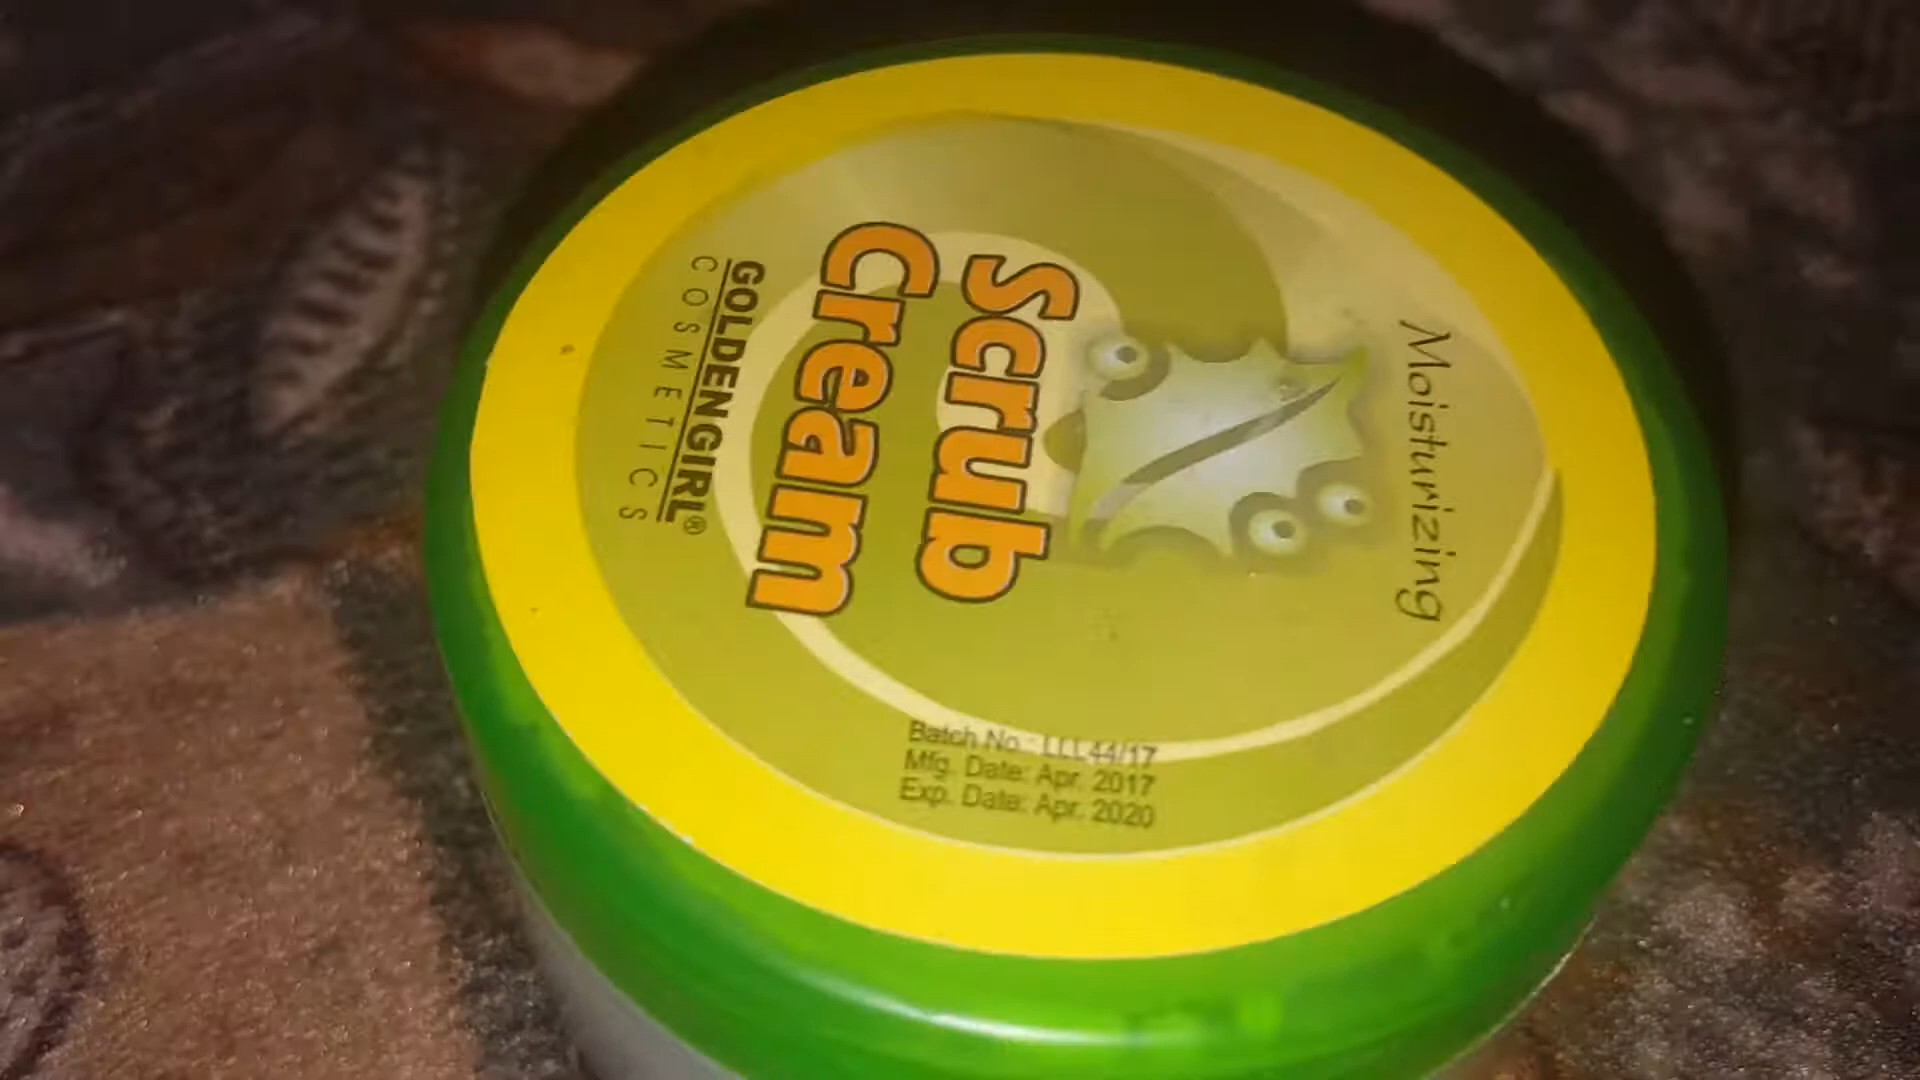 Moisturizing
Scrub
Cream
GOLDENGIRL®
COSMETICS
Batch No.: LLL44/17
Mfg. Date: Apr. 2017
Exp. Date: Apr. 2020